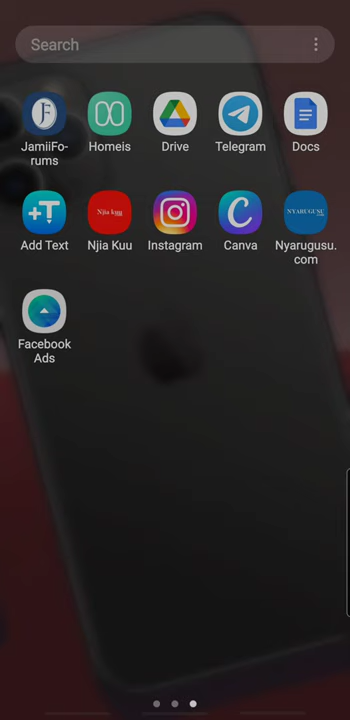 Search
JamiiFo-
rums
Homeis
Drive
Telegram
Docs
+T
Add Text
Njia kuu
Njia Kuu
Instagram
Canva
NYARUGUSU
Nyarugusu.
com
Facebook
Ads